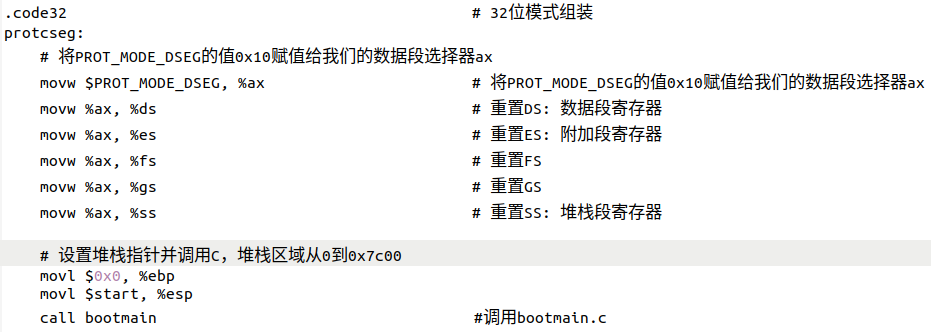 .code32                                              # 32位模式组装
protcseg:
    # 将PROT_MODE_DSEG的值0x10赋值给我们的数据段选择器ax
    movw $PROT_MODE_DSEG, %ax                       # 将PROT_MODE_DSEG的值0x10赋值给我们的数据段选择器ax
    movw %ax, %ds                                   # 重置DS: 数据段寄存器
    movw %ax, %es                                   # 重置ES: 附加段寄存器
    movw %ax, %fs                                   # 重置FS
    movw %ax, %gs                                   # 重置GS
    movw %ax, %ss                                   # 重置SS: 堆栈段寄存器
    # 设置堆栈指针并调用C，堆栈区域从0到0x7c00
    movl $0x0, %ebp
    movl $start, %esp
    call bootmain                                   #调用bootmain.c